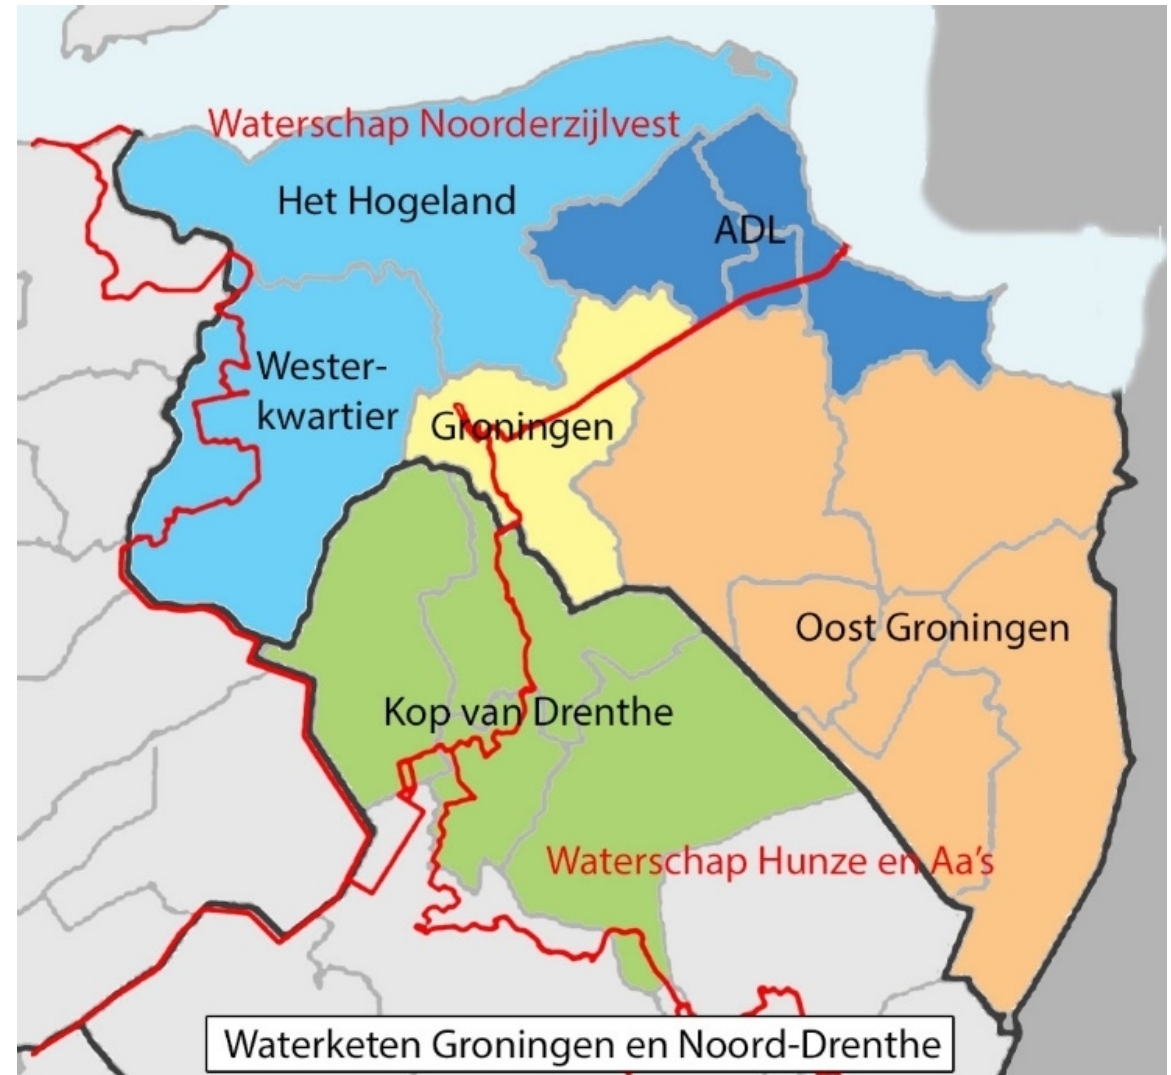 Waterschap Noorderzijlvest
Het Hogeland
ADL
Wester-
kwartier
Groningen
Oost Groningen
Kop van Drenthe
Waterschap Hunze en Aa's
Waterketen Groningen en Noord-Drenthe